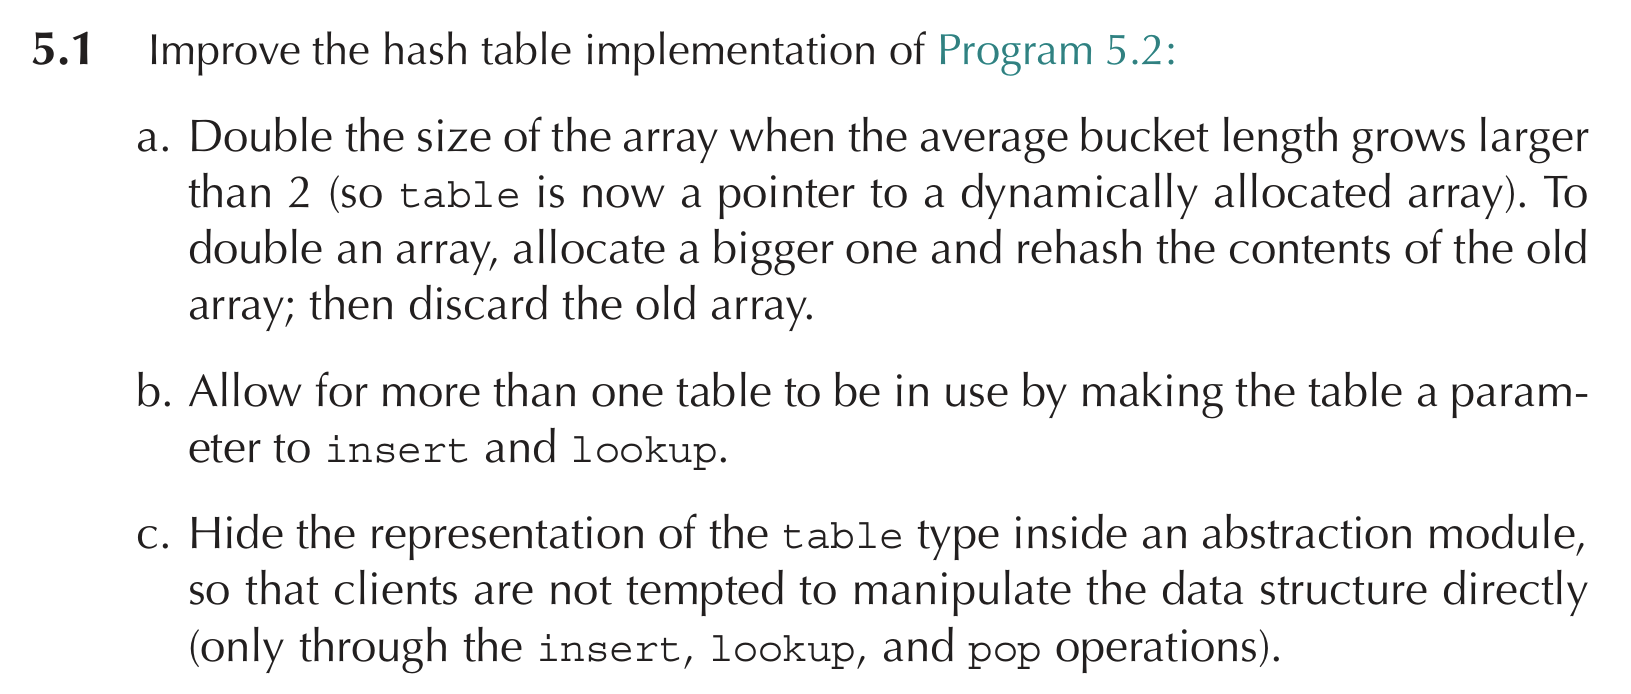 5.1 Improve the hash table implementation of Program 5.2:
a. Double the size of the array when the average bucket length grows larger
than 2 (so table is now a pointer to a dynamically allocated array). To
double an array, allocate a bigger one and rehash the contents of the old
array; then discard the old array.
b. Allow for more than one table to be in use by making the table a param-
eter to insert and lookup.
c. Hide the representation of the table type inside an abstraction module,
so that clients are not tempted to manipulate the data structure directly
(only through the insert, lookup, and pop operations).